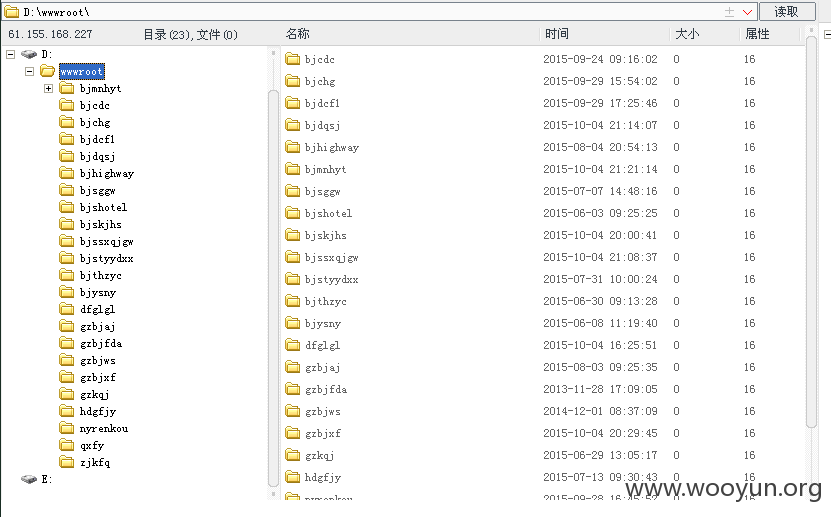 D:\wwwroot\ 读取
61.155.168.227 目录(23),文件(0) 名称 时间 大小 属性
D:
wwwroot
bjmnhyt
bjcdc
bjchg
bjdcfl
bjdqsj
bjhighway
bjsggw
bjshotel
bjskjhs
bjssxqjgw
bjstyydxx
bjthzyc
bjysny
dfglgl
gzbjaj
gzbjfda
gzbjws
gzbjxf
gzkqj
hdgfjy
nyrenkou
qxfy
zjkfq
E:
bjcdc 2015-09-24 09:16:02 0 16
bjchg 2015-09-29 15:54:02 0 16
bjdcfl 2015-09-29 17:25:46 0 16
bjdqsj 2015-10-04 21:14:07 0 16
bjhighway 2015-08-04 20:54:13 0 16
bjmnhyt 2015-10-04 21:21:14 0 16
bjsggw 2015-07-07 14:48:16 0 16
bjshotel 2015-06-03 09:25:25 0 16
bjskjhs 2015-10-04 20:00:41 0 16
bjssxqjgw 2015-10-04 21:08:37 0 16
bjstyydxx 2015-07-31 10:00:24 0 16
bjthzyc 2015-06-30 09:13:28 0 16
bjysny 2015-06-08 11:19:40 0 16
dfglgl 2015-10-04 16:25:51 0 16
gzbjaj 2015-08-03 09:25:35 0 16
gzbjfda 2013-11-28 17:09:05 0 16
gzbjws 2014-12-01 08:37:09 0 16
gzbjxf 2015-10-04 20:29:45 0 16
gzkqj 2015-06-29 13:05:17 0 16
hdgfjy 2015-07-13 09:30:43 0 16
nyrenkou 2015-09-28 16:45:52
www.wooyun.org